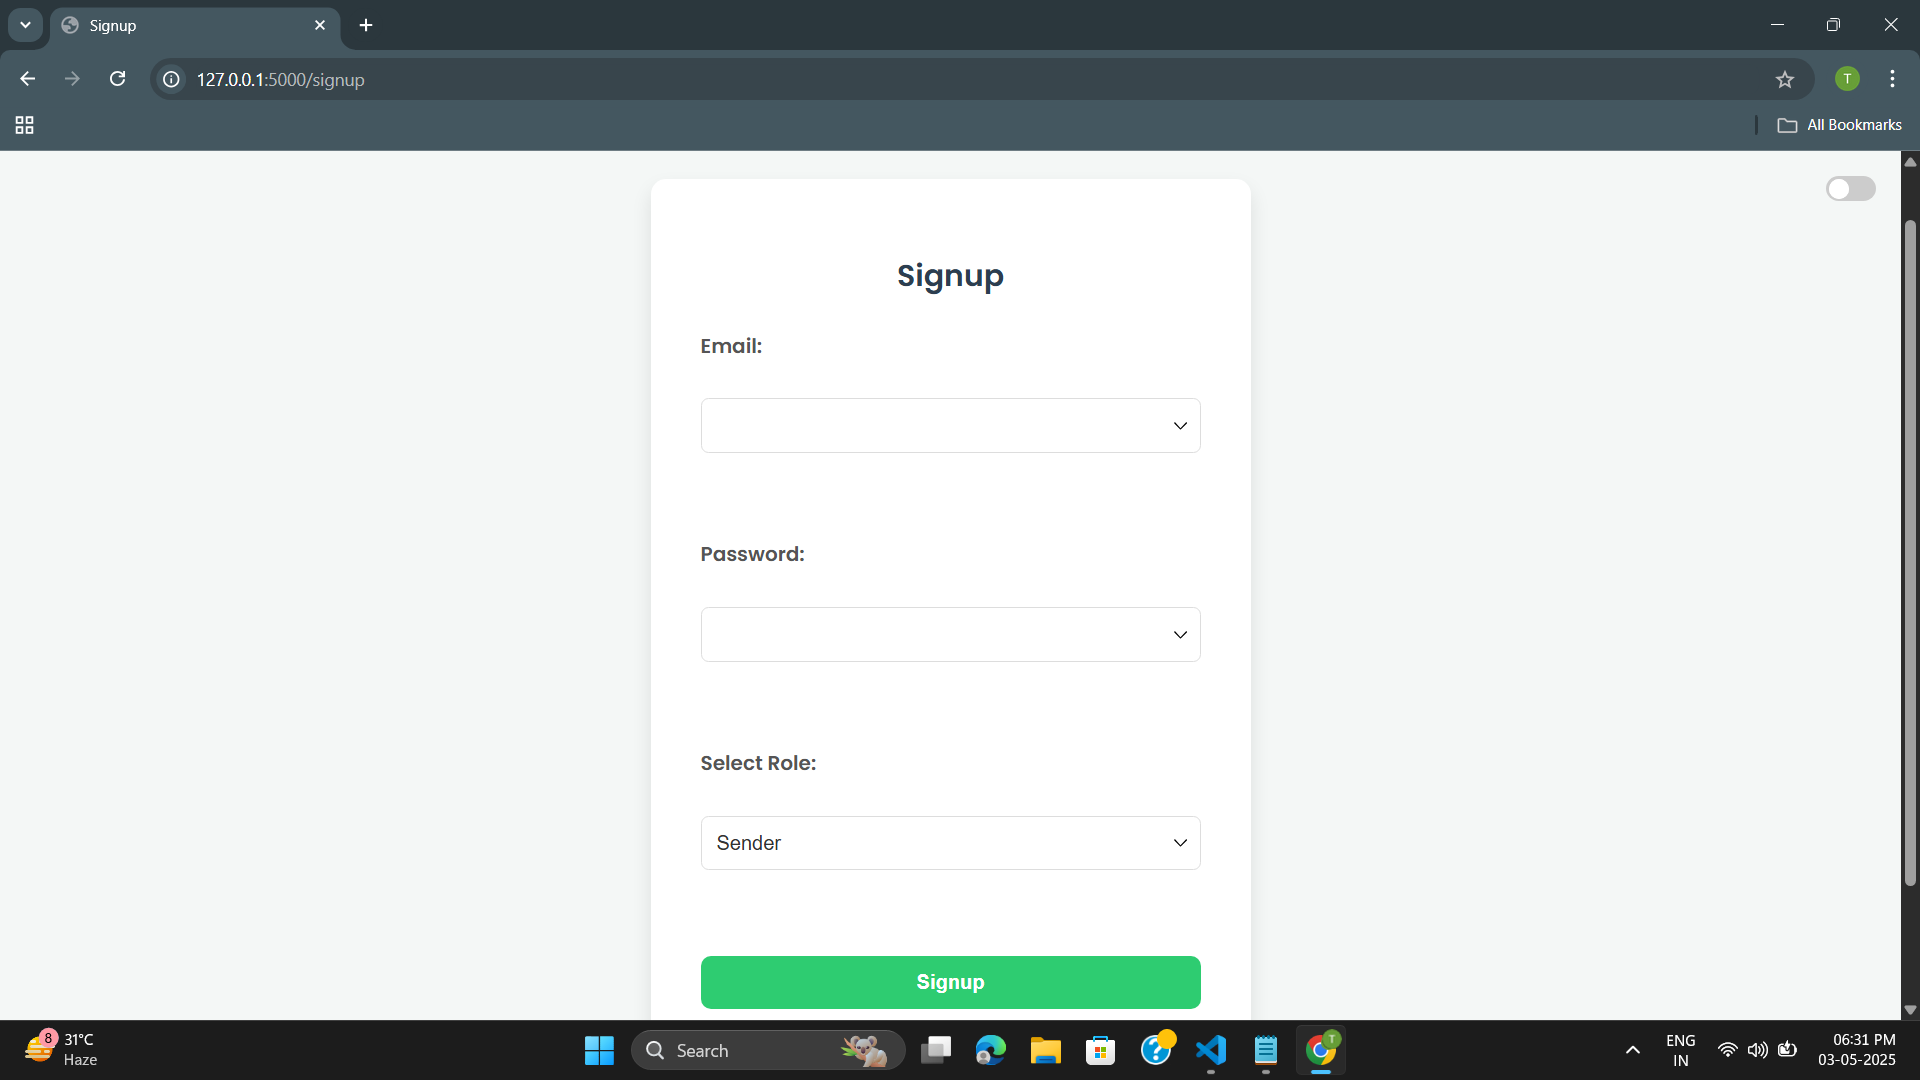 Signup
127.0.0.1:5000/signup
T
All Bookmarks
Signup
Email:
Password:
Select Role:
Sender
Signup
8
31°C
Haze
Search
T
ENG
IN
06:31 PM
03-05-2025